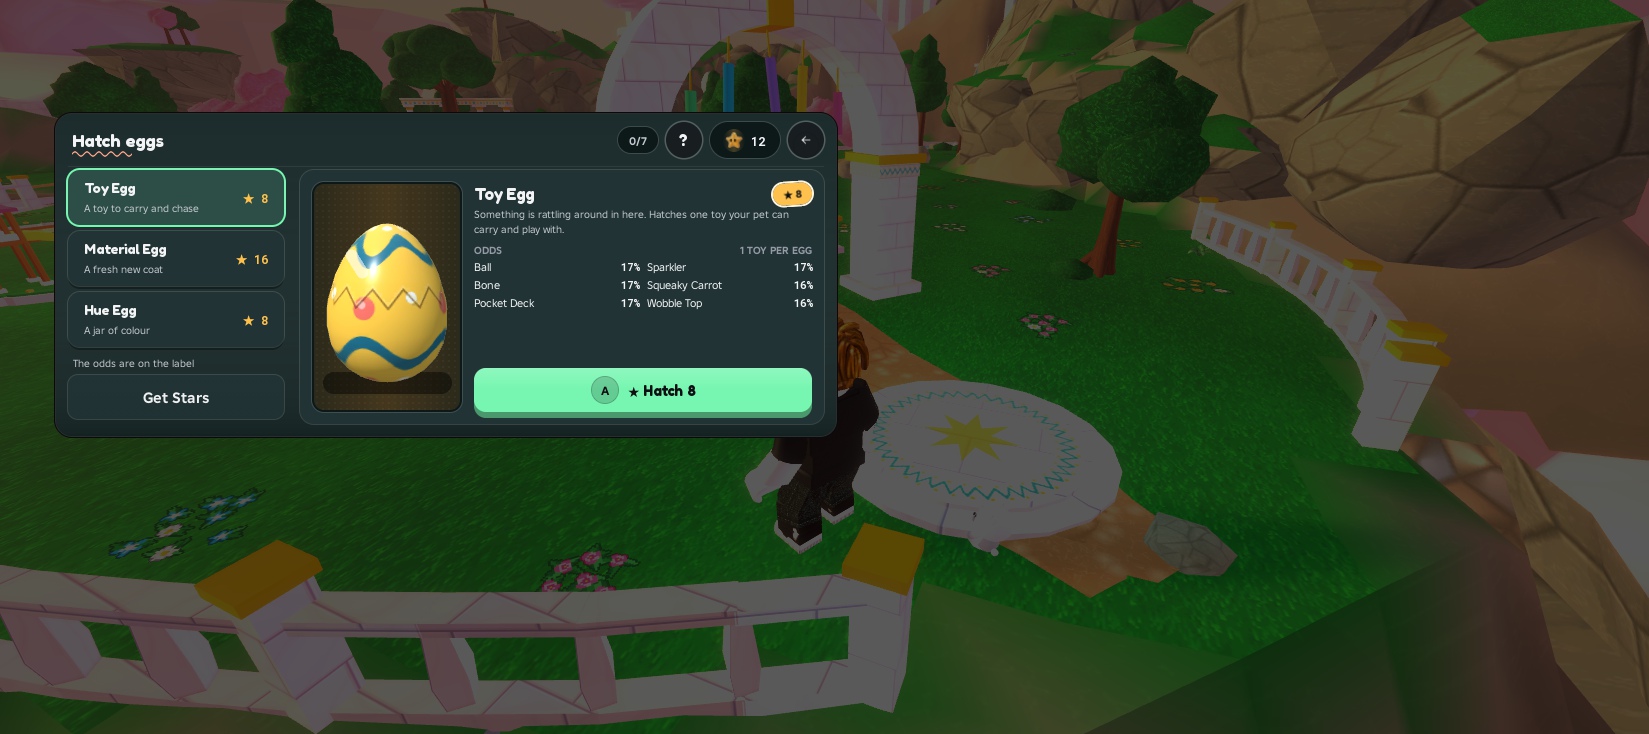 Hatch eggs
0/7
?
12
←
Toy Egg
A toy to carry and chase
★ 8
Material Egg
A fresh new coat
★ 16
Hue Egg
A jar of colour
★ 8
The odds are on the label
Get Stars
Toy Egg
★ 8
Something is rattling around in here. Hatches one toy your pet can
carry and play with.
ODDS 1 TOY PER EGG
Ball 17% Sparkler 17%
Bone 17% Squeaky Carrot 16%
Pocket Deck 17% Wobble Top 16%
A ★ Hatch 8